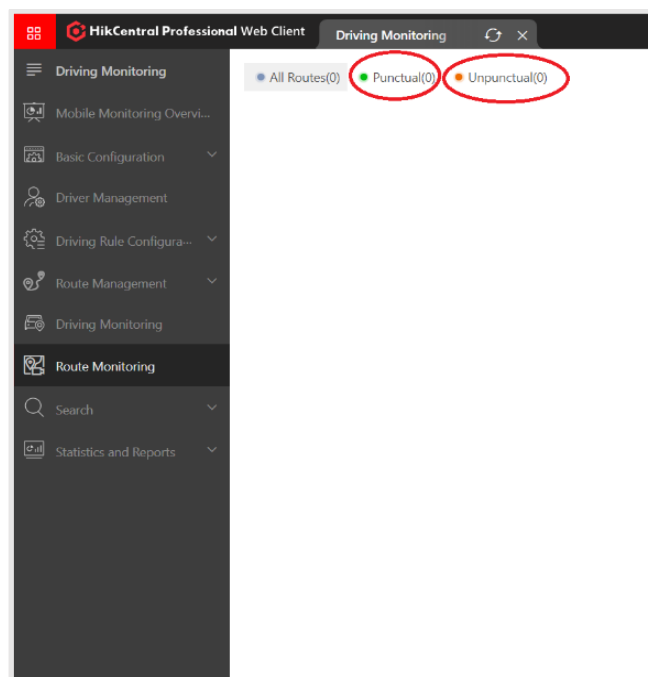 HikCentral Professional Web Client
Driving Monitoring
Driving Monitoring
All Routes(0) Punctual(0) Unpunctual(0)
Mobile Monitoring Overvi...
Basic Configuration
Driver Management
Driving Rule Configura...
Route Management
Driving Monitoring
Route Monitoring
Search
Statistics and Reports